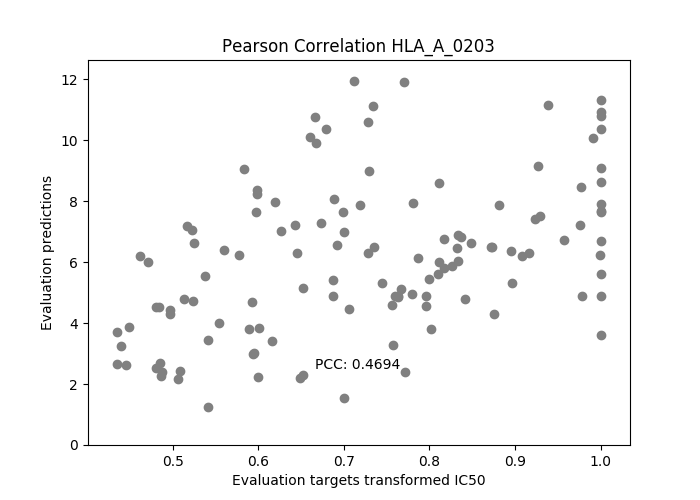 Pearson Correlation HLA_A_0203
12
10
8
6
4
2
0
Evaluation predictions
PCC: 0.4694
0.5 0.6 0.7 0.8 0.9 1.0
Evaluation targets transformed IC50